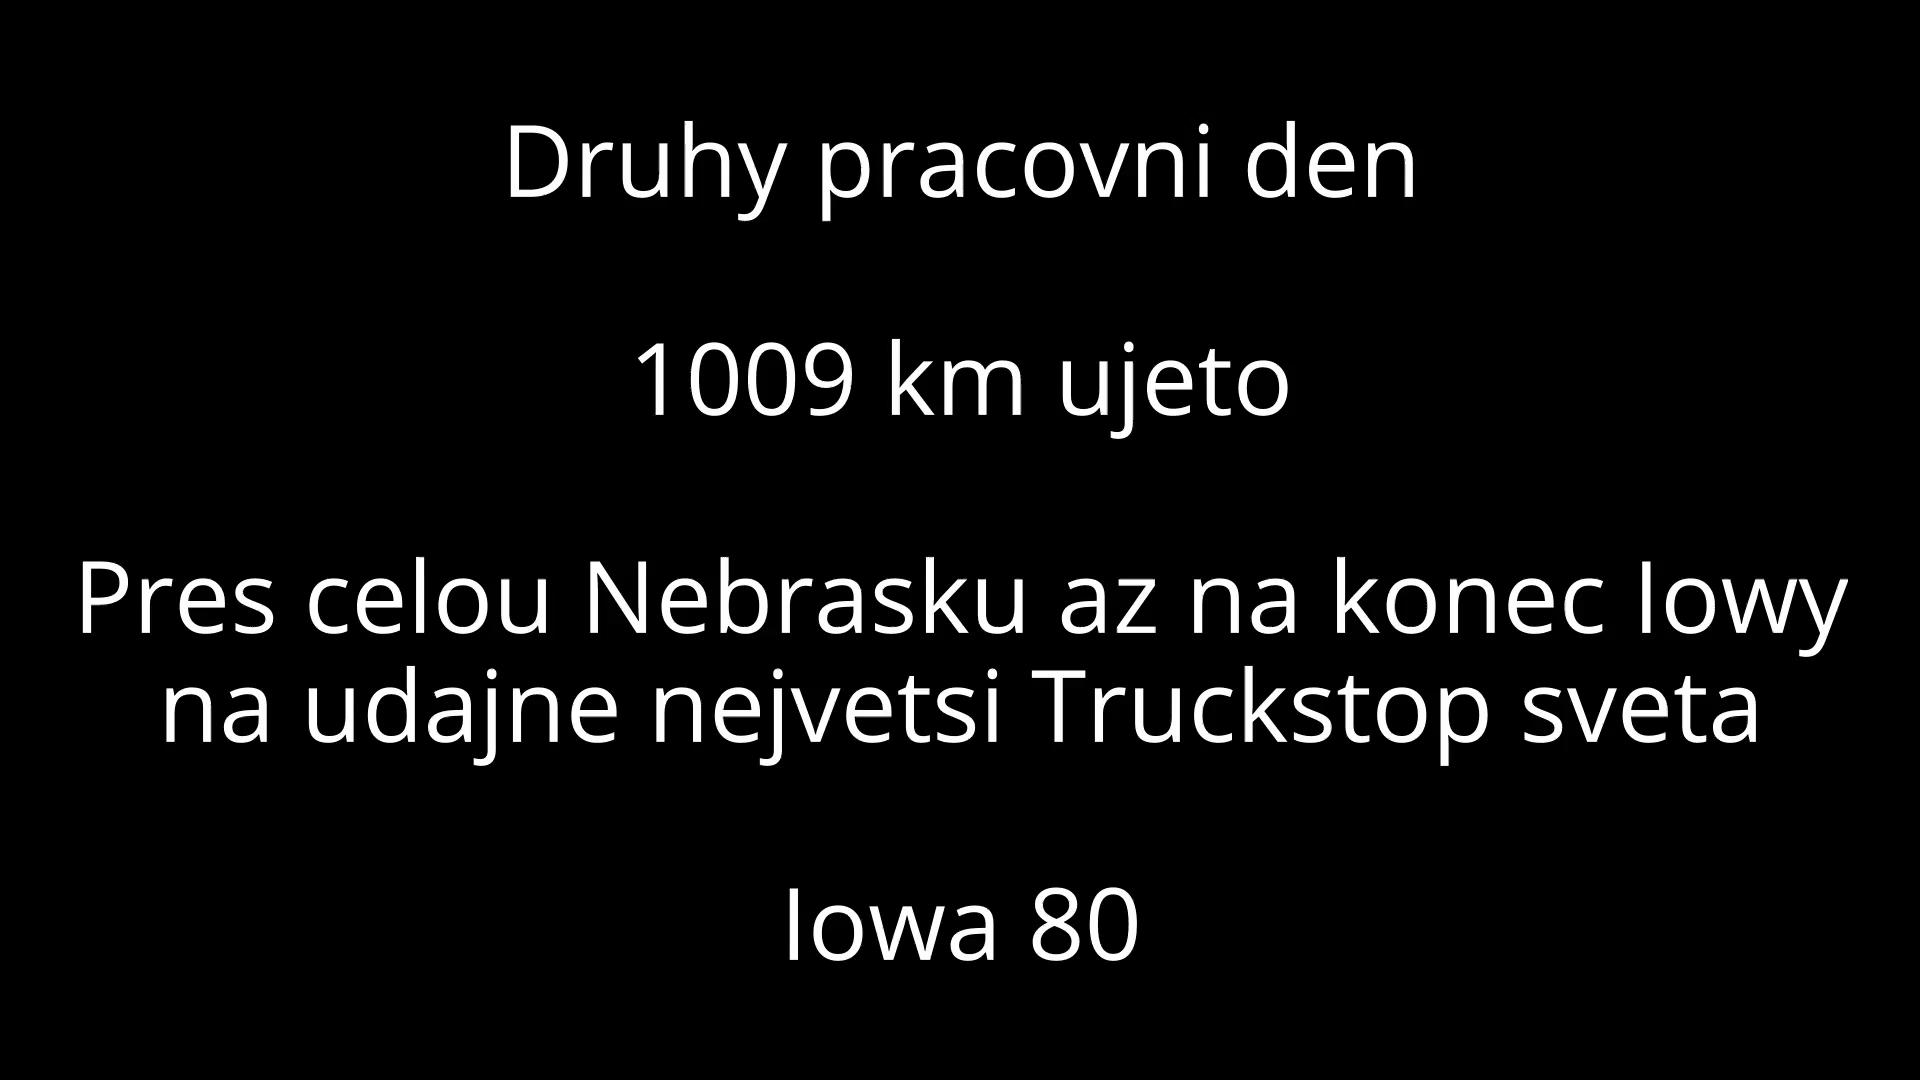 Druhy pracovni den
1009 km ujeto
Pres celou Nebrasku az na konec Iowy
na udajne nejvetsi Truckstop sveta
Iowa 80